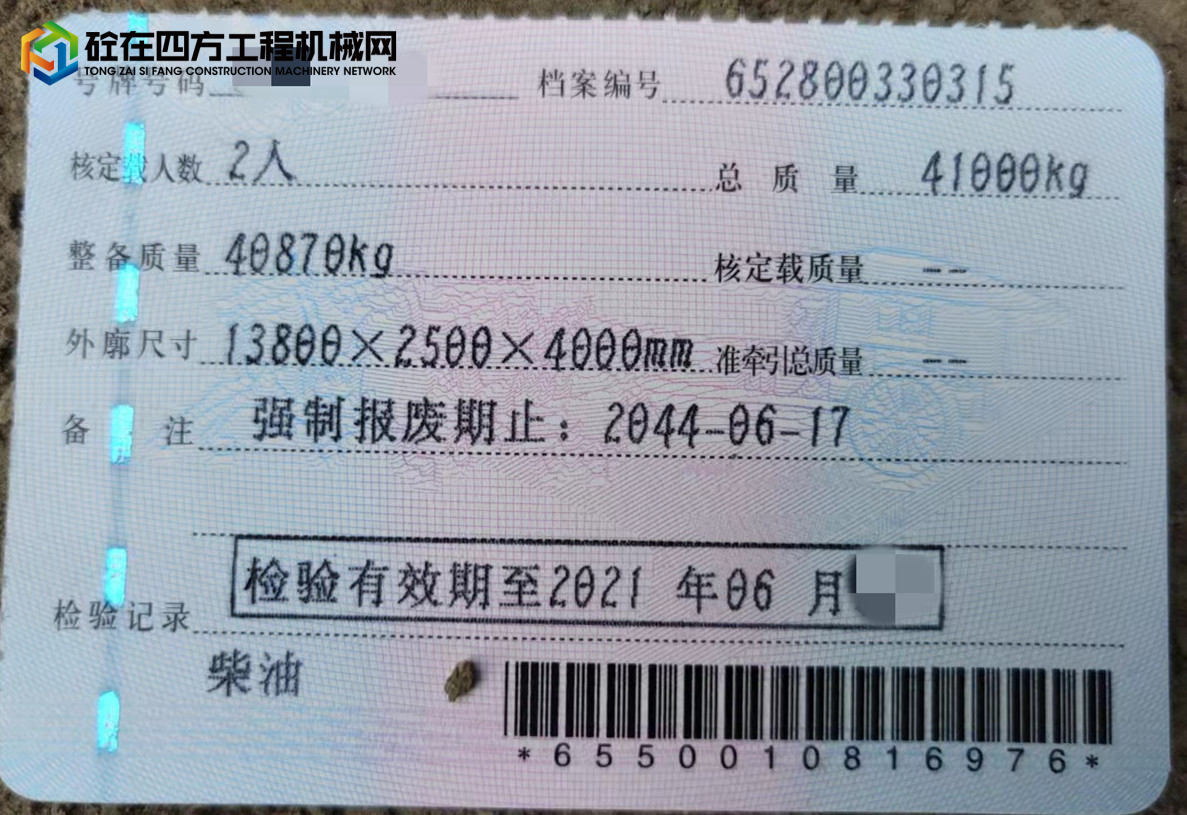 砼在四方工程机械网
TONG ZAI SI FANG CONSTRUCTION MACHINERY NETWORK
号牌号码 档案编号 652800330315
核定载人数 2人 总质量 41000kg
整备质量 40870kg 核定载质量 --
外廓尺寸 13800×2500×4000mm 准牵引总质量 --
备注 强制报废期止：2044-06-17
检验记录 检验有效期至2021 年06 月
柴油
*6550010816976*